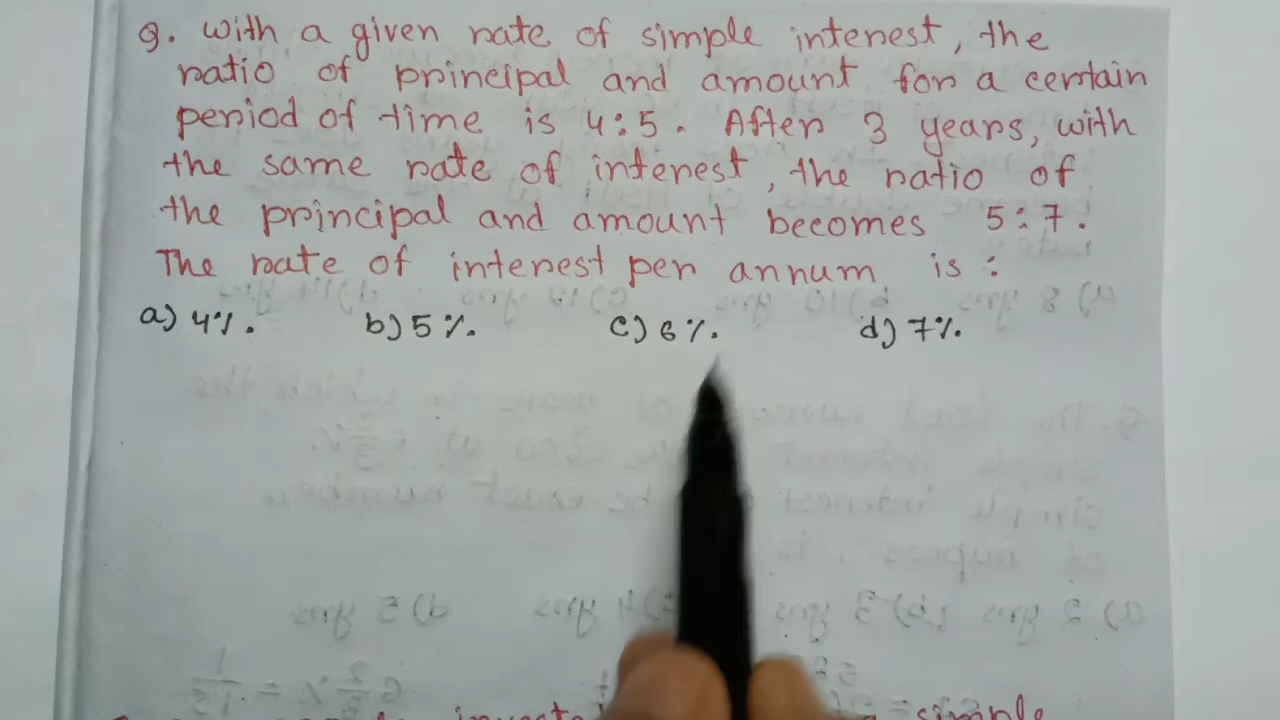 9. With a given rate of simple interest, the
ratio of principal and amount for a certain
period of time is 4:5. After 3 years, with
the same rate of interest, the ratio of
the principal and amount becomes 5:7.
The rate of interest per annum is :
a) 4%. b) 5%. c) 6%. d) 7%.
simple